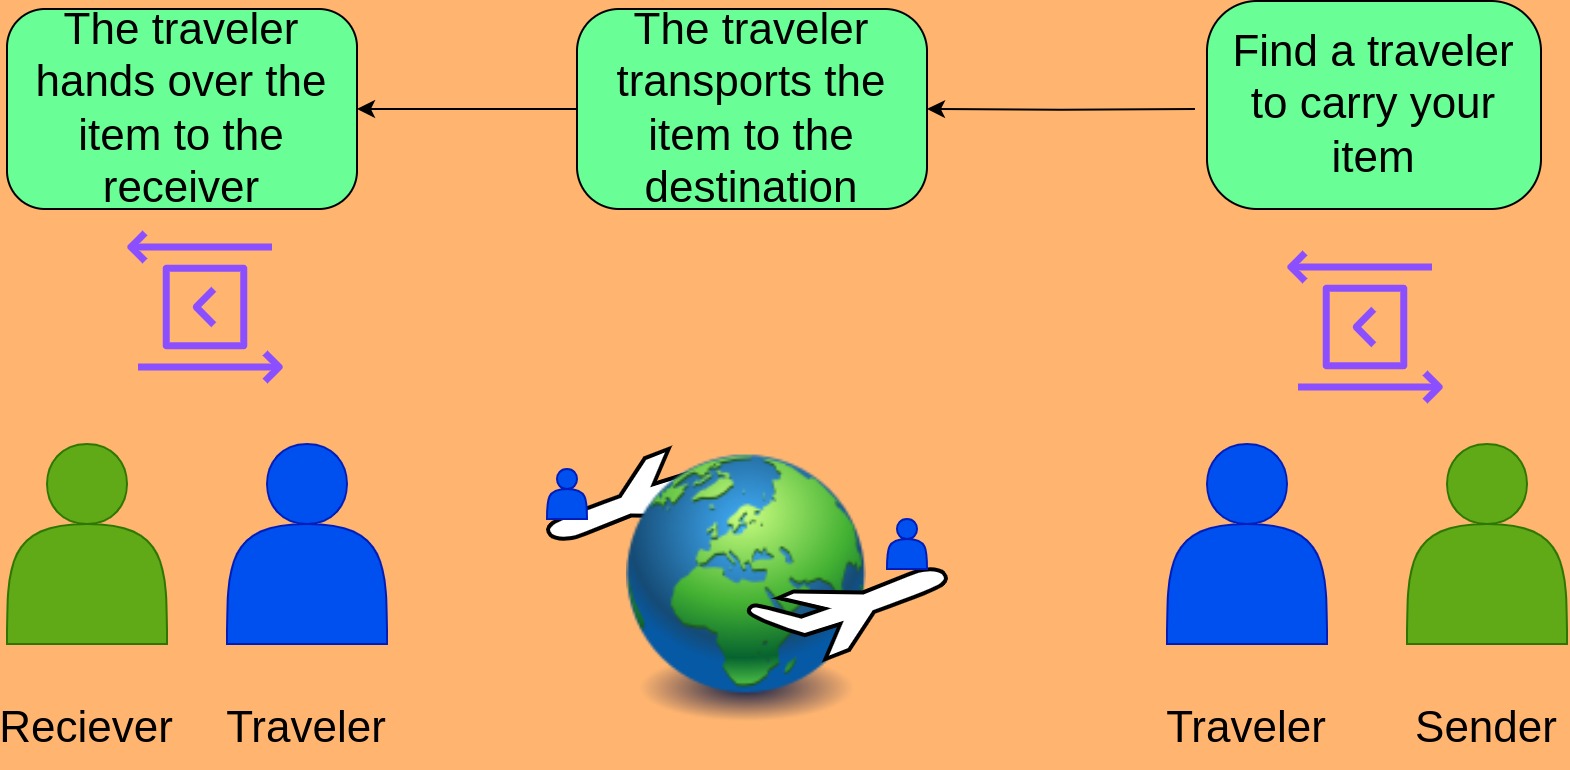 The traveler
hands over the
item to the
receiver
The traveler
transports the
item to the
destination
Find a traveler
to carry your
item
Reciever
Traveler
Traveler
Sender